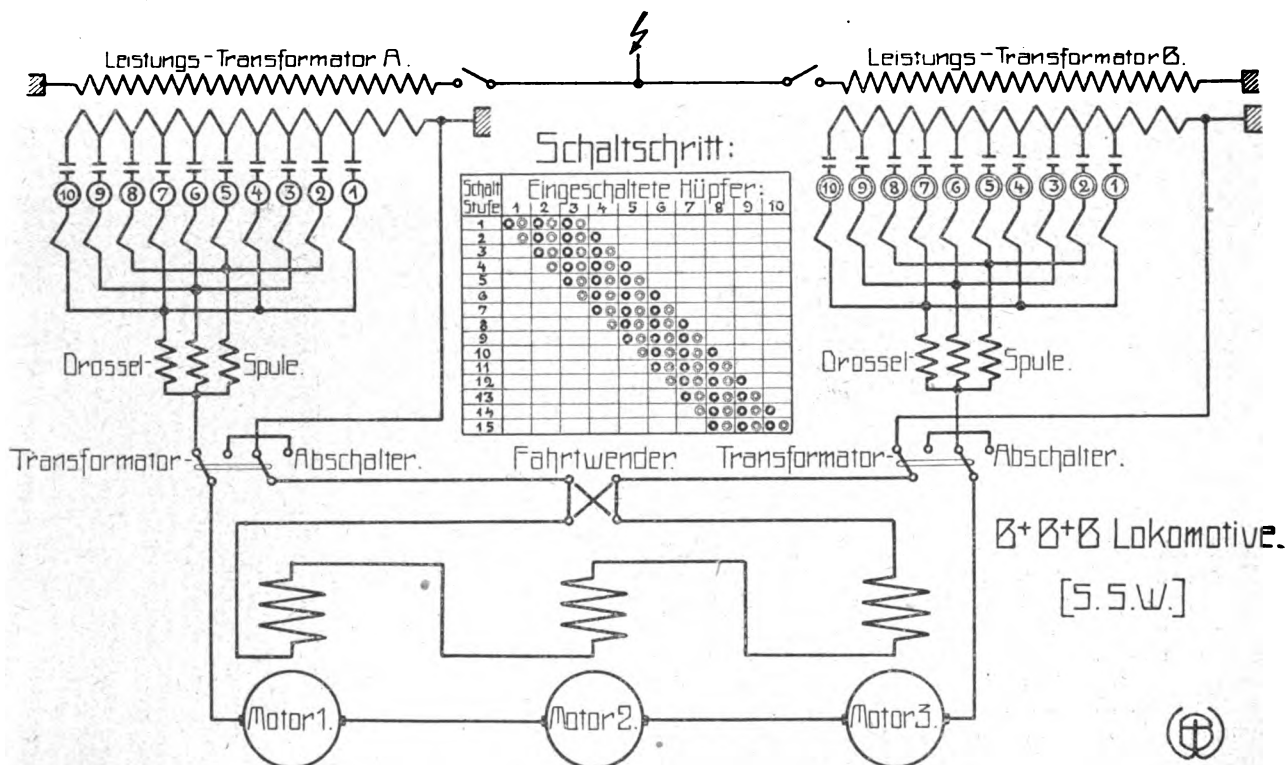 Leistungs-Transformator A.
Leistungs-Transformator B.
10 9 8 7 6 5 4 3 2 1
10 9 8 7 6 5 4 3 2 1
Schaltschritt:
Schalt Stufe
Eingeschaltete Hüpfer:
1 2 3 4 5 6 7 8 9 10
1
2
3
4
5
6
7
8
9
10
11
12
13
14
15
Drossel- Spule.
Drossel- Spule.
Transformator- Abschalter.
Fahrtwender.
Transformator- Abschalter.
B+B+B Lokomotive.
[S.S.W.]
Motor 1.
Motor 2.
Motor 3.